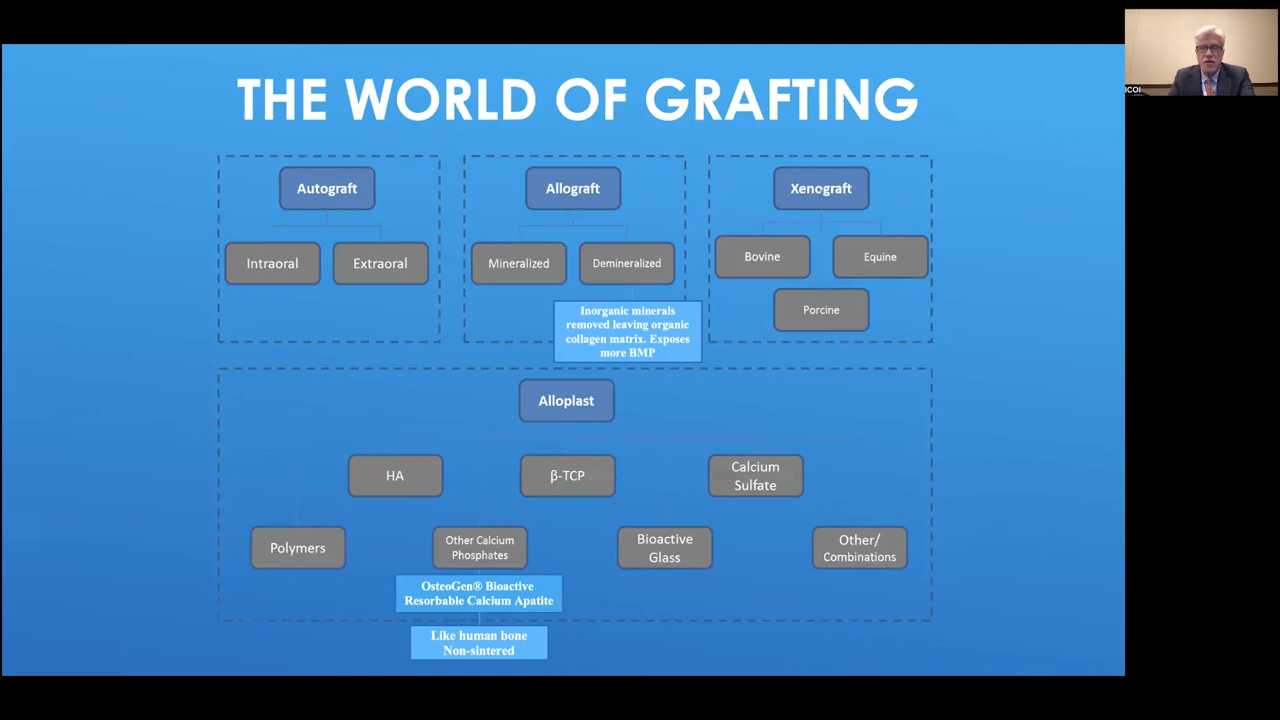 THE WORLD OF GRAFTING
ICOI
Autograft
Allograft
Xenograft
Intraoral
Extraoral
Mineralized
Demineralized
Bovine
Equine
Porcine
Inorganic minerals
removed leaving organic
collagen matrix. Exposes
more BMP
Alloplast
HA
β-TCP
Calcium
Sulfate
Polymers
Other Calcium
Phosphates
Bioactive
Glass
Other/
Combinations
OsteoGen® Bioactive
Resorbable Calcium Apatite
Like human bone
Non-sintered